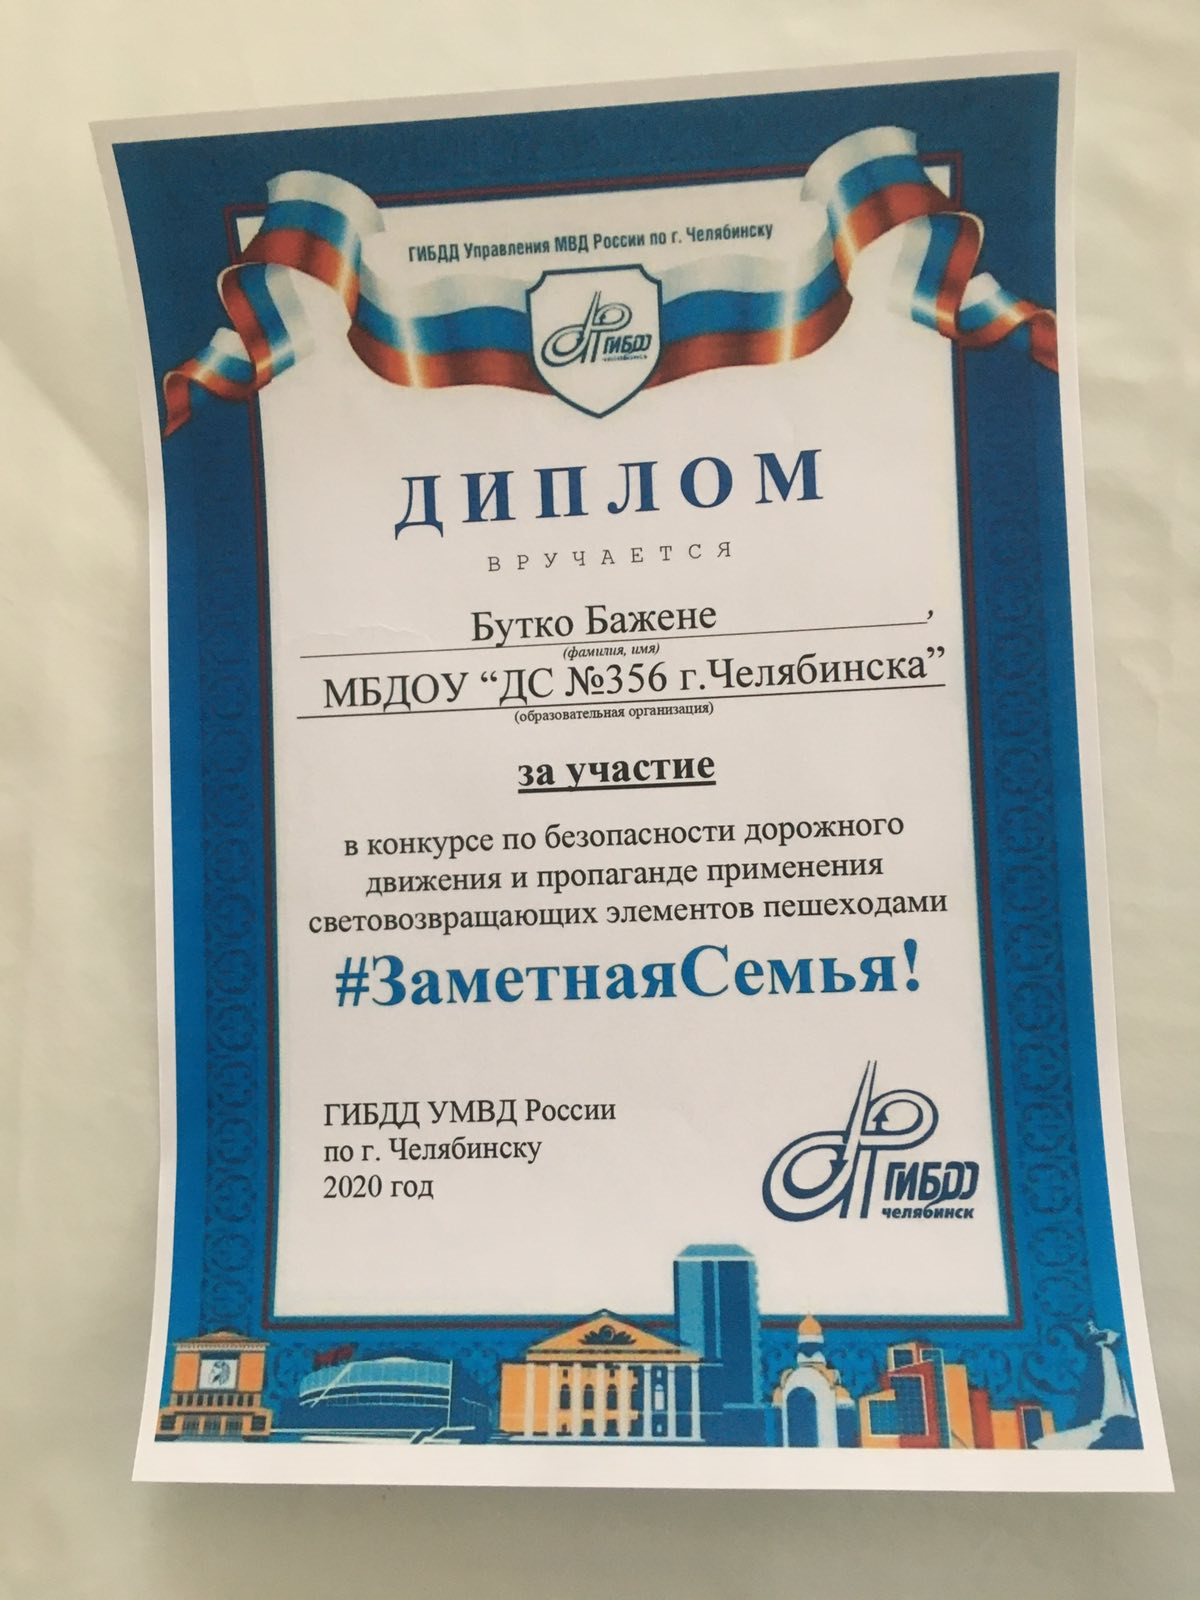 ГИБДД Управления МВД России по г. Челябинску
ГИБДД
челябинск
ДИПЛОМ
ВРУЧАЕТСЯ
Бутко Бажене,
(фамилия, имя)
МБДОУ “ДС №356 г.Челябинска”
(образовательная организация)
за участие
в конкурсе по безопасности дорожного
движения и пропаганде применения
световозвращающих элементов пешеходами
#ЗаметнаяСемья!
ГИБДД УМВД России
по г. Челябинску
2020 год
ГИБДД
челябинск